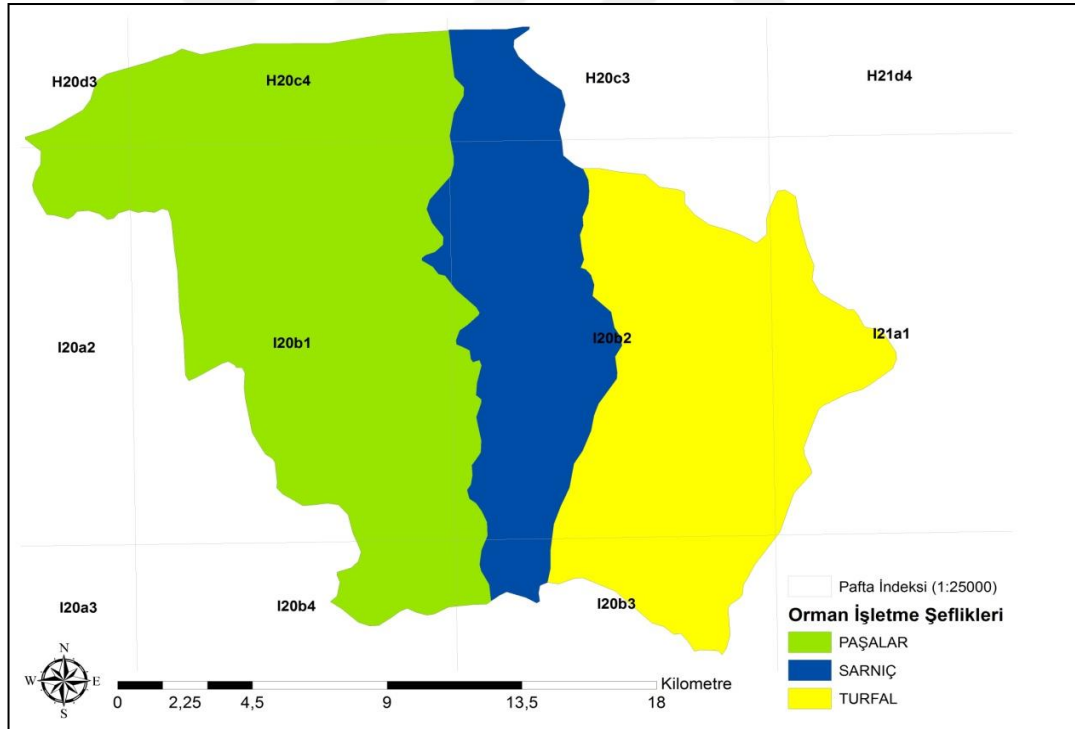 H20d3
H20c4
H20c3
H21d4
I20a2
I20b1
I20b2
I21a1
I20a3
I20b4
I20b3
Pafta İndeksi (1:25000)
Orman İşletme Şeflikleri
PAŞALAR
SARNIÇ
TURFAL
N
W E
S
Kilometre
0 2,25 4,5 9 13,5 18